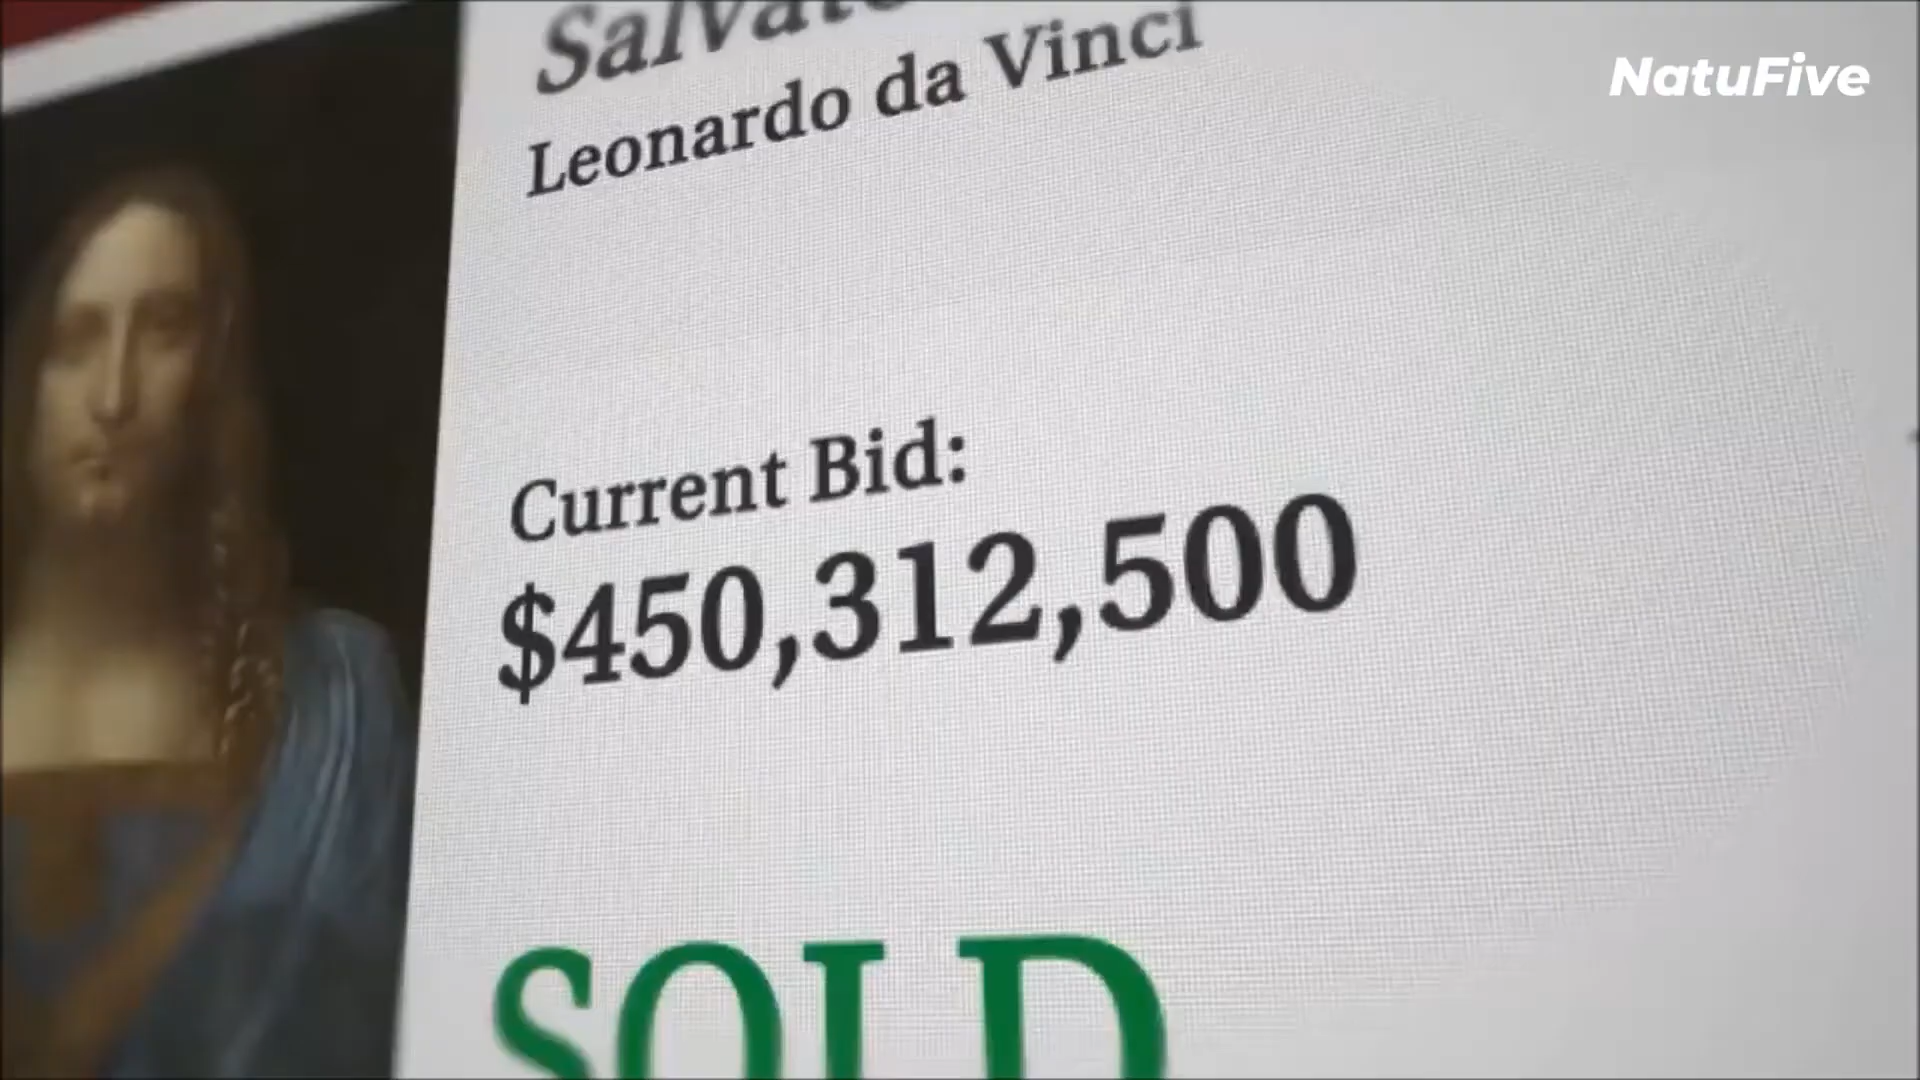 NatuFive
Leonardo da Vinci
Current Bid:
$450,312,500
SOLD